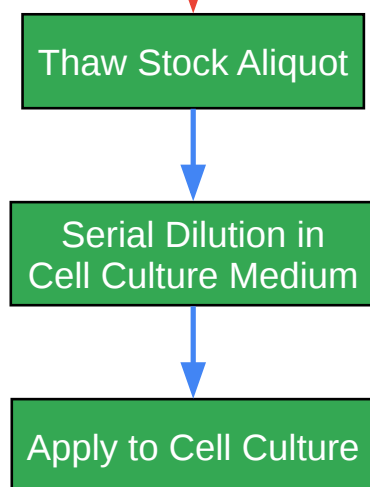 Thaw Stock Aliquot
Serial Dilution in
Cell Culture Medium
Apply to Cell Culture